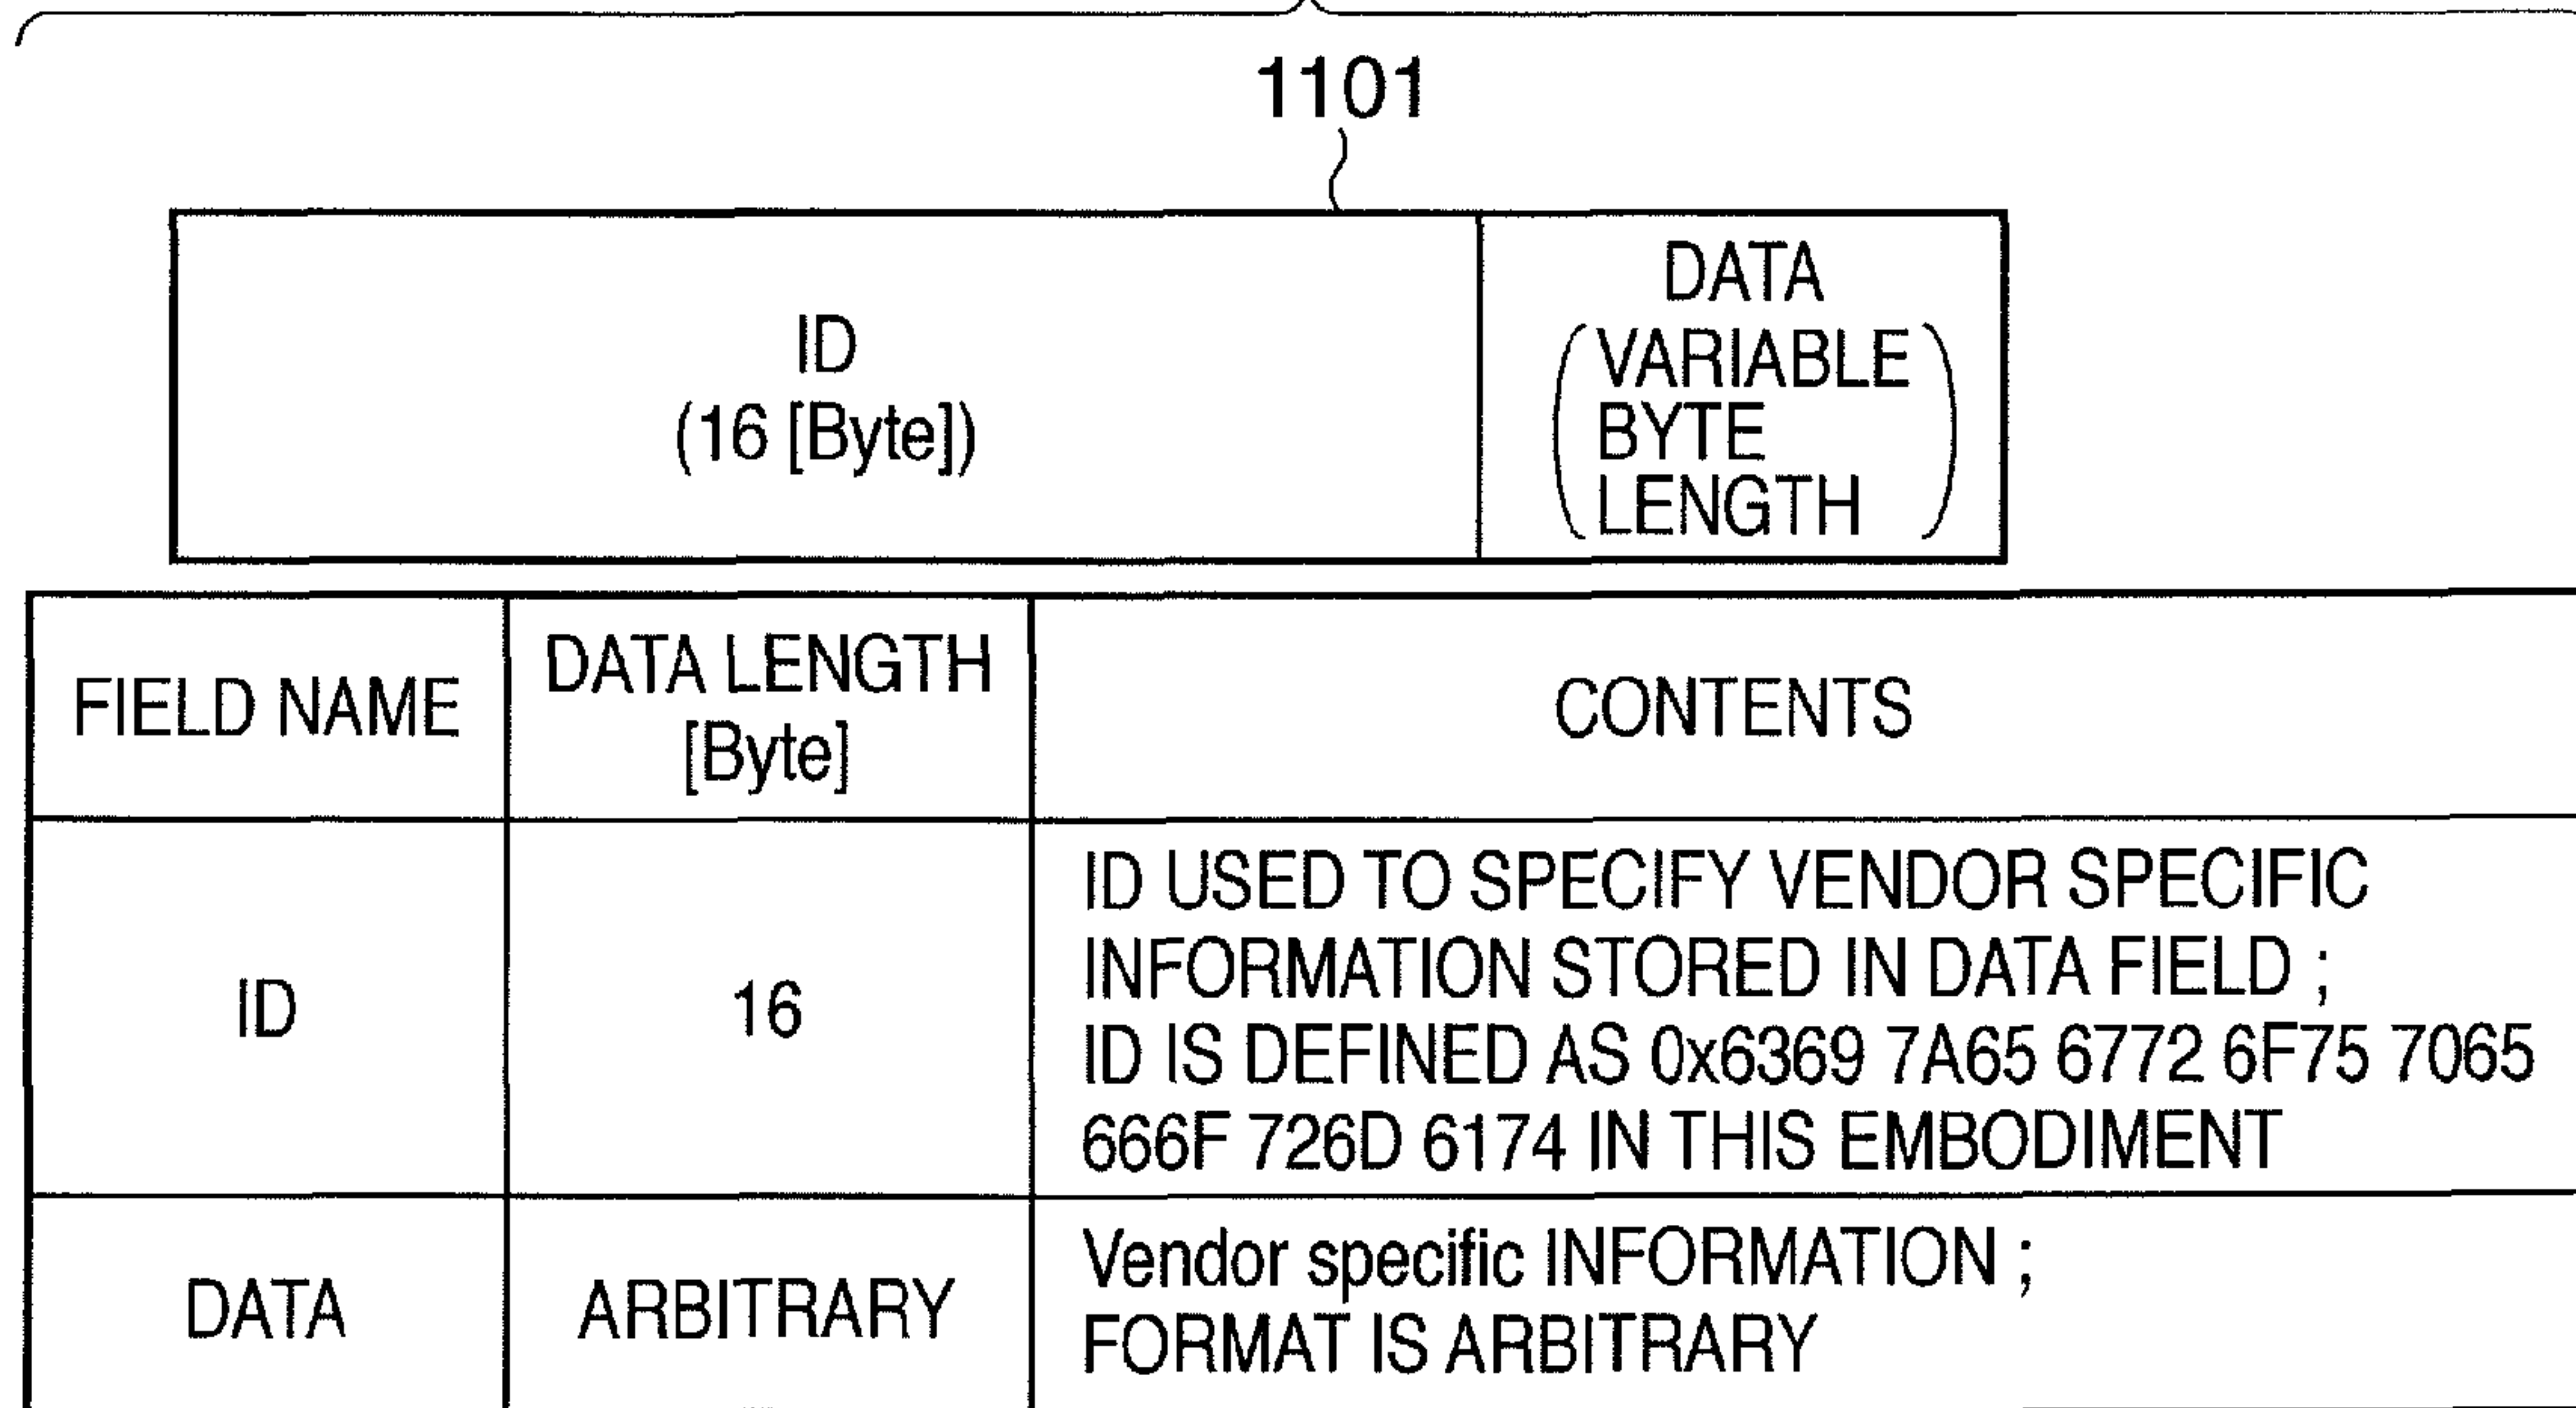 1101
ID
(16 [Byte])
DATA
(VARIABLE
BYTE
LENGTH)
FIELD NAME
DATA LENGTH
[Byte]
CONTENTS
ID
16
ID USED TO SPECIFY VENDOR SPECIFIC
INFORMATION STORED IN DATA FIELD ;
ID IS DEFINED AS 0x6369 7A65 6772 6F75 7065
666F 726D 6174 IN THIS EMBODIMENT
DATA
ARBITRARY
Vendor specific INFORMATION ;
FORMAT IS ARBITRARY